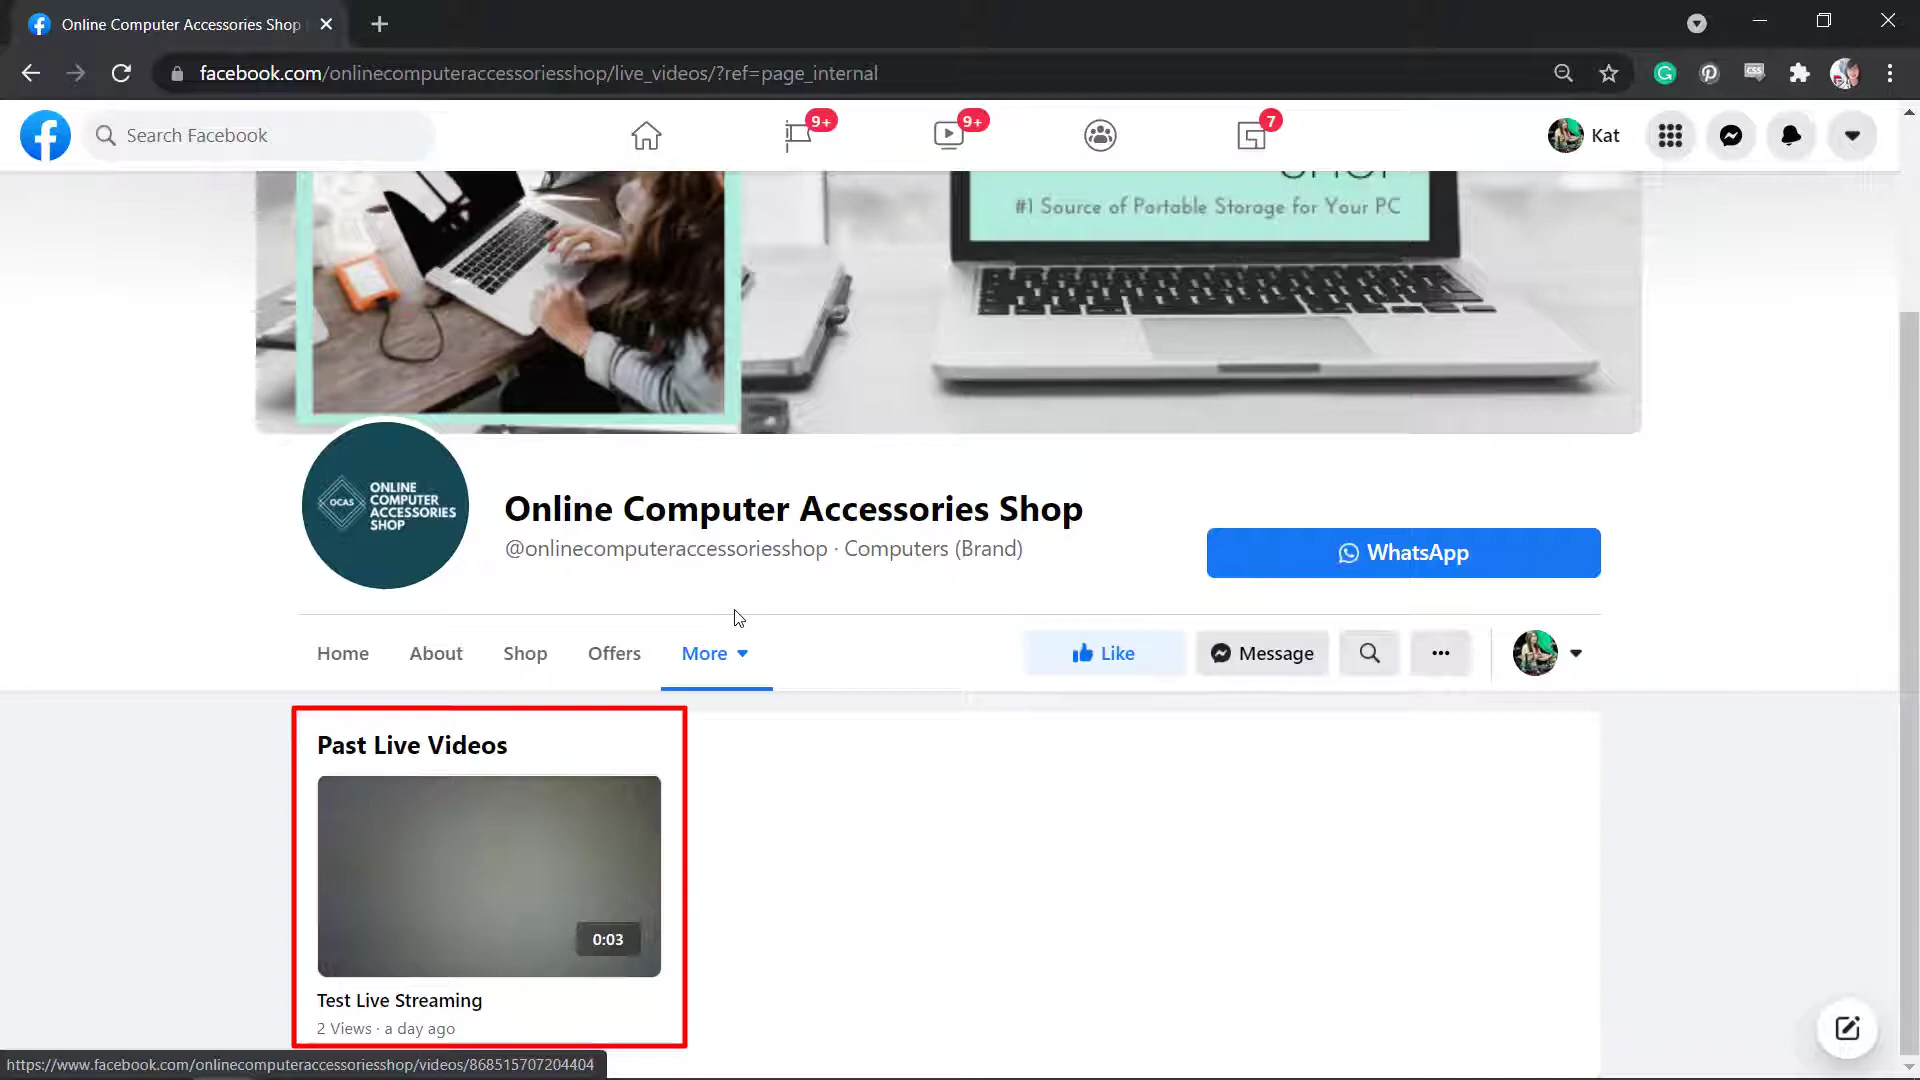 Online Computer Accessories Shop
facebook.com/onlinecomputeraccessoriesshop/live_videos/?ref=page_internal
CSS
Search Facebook
9+
9+
7
Kat
SHOP
#1 Source of Portable Storage for Your PC
OCAS
ONLINE
COMPUTER
ACCESSORIES
SHOP
Online Computer Accessories Shop
@onlinecomputeraccessoriesshop · Computers (Brand)
WhatsApp
Home
About
Shop
Offers
More
Like
Message
Past Live Videos
0:03
Test Live Streaming
2 Views · a day ago
https://www.facebook.com/onlinecomputeraccessoriesshop/videos/868515707204404